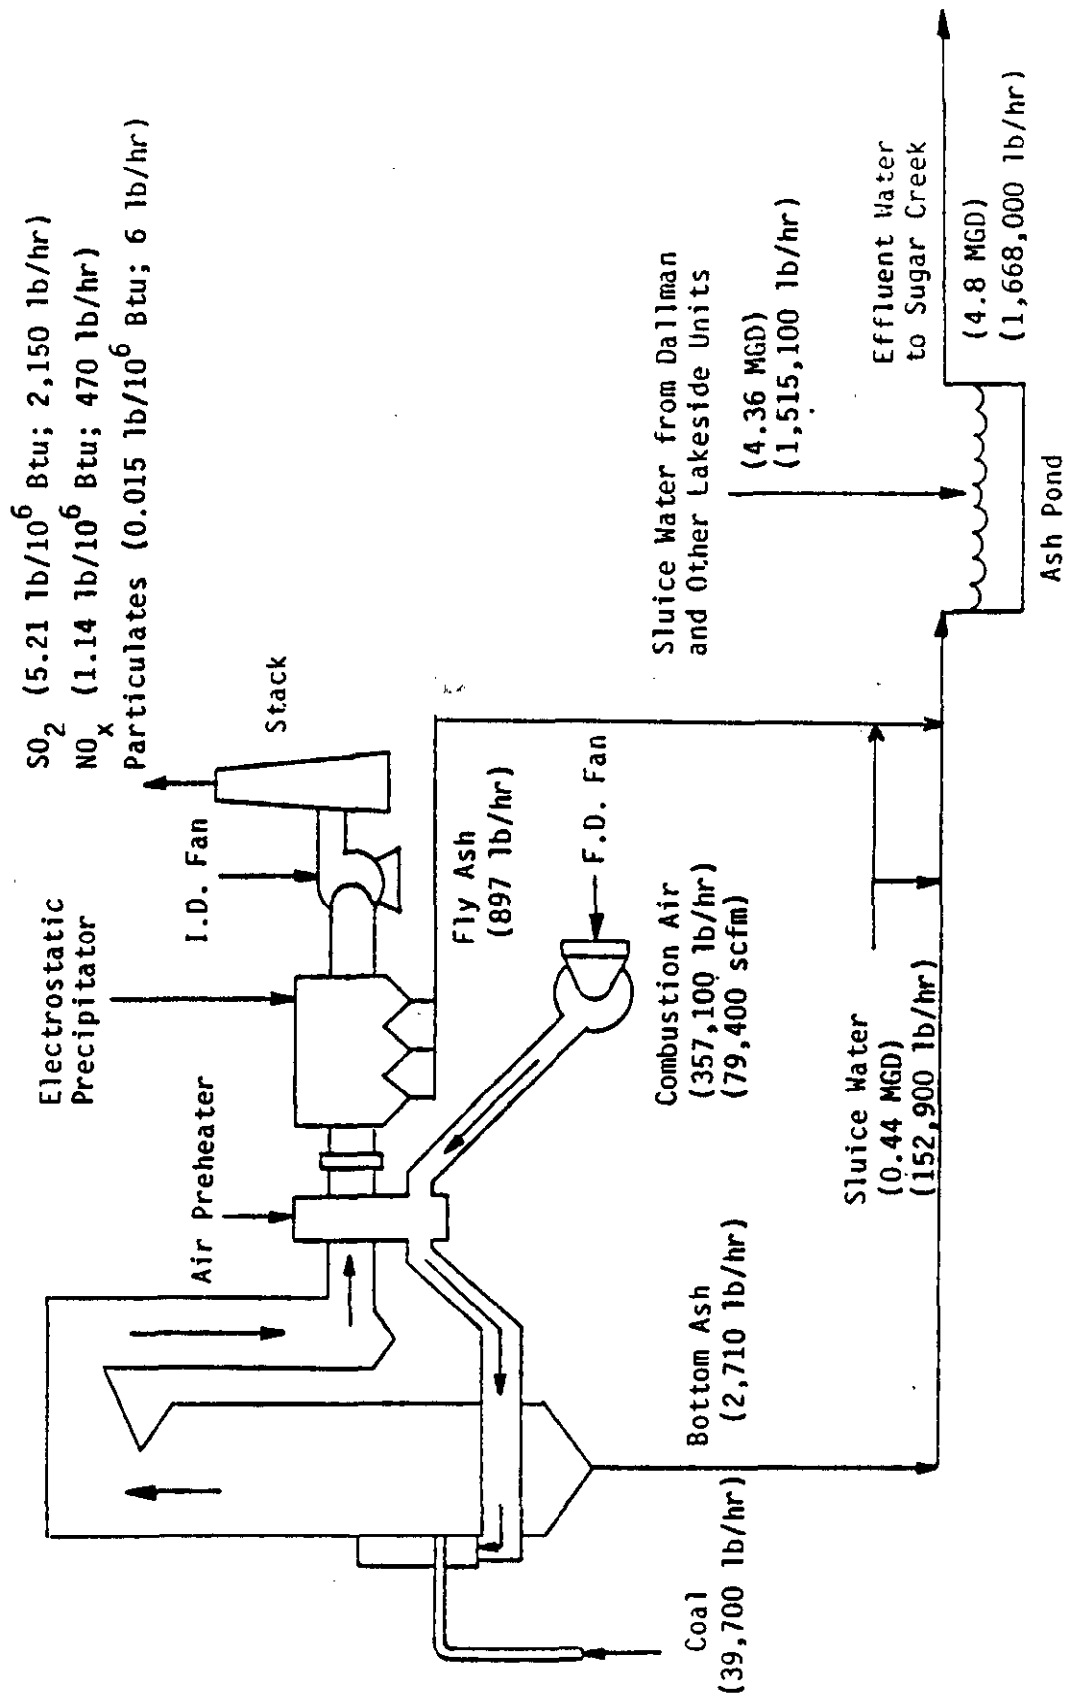 SO2 (5.21 lb/10^6 Btu; 2,150 lb/hr)
NOx (1.14 lb/10^6 Btu; 470 lb/hr)
Particulates (0.015 lb/10^6 Btu; 6 lb/hr)
Electrostatic
Precipitator
I.D. Fan
Stack
Air Preheater
Fly Ash
(897 lb/hr)
F.D. Fan
Combustion Air
(357,100 lb/hr)
(79,400 scfm)
Sluice Water from Dallman
and Other Lakeside Units
(4.36 MGD)
(1,515,100 lb/hr)
Coal
(39,700 lb/hr)
Bottom Ash
(2,710 lb/hr)
Sluice Water
(0.44 MGD)
(152,900 lb/hr)
Effluent Water
to Sugar Creek
(4.8 MGD)
(1,668,000 lb/hr)
Ash Pond